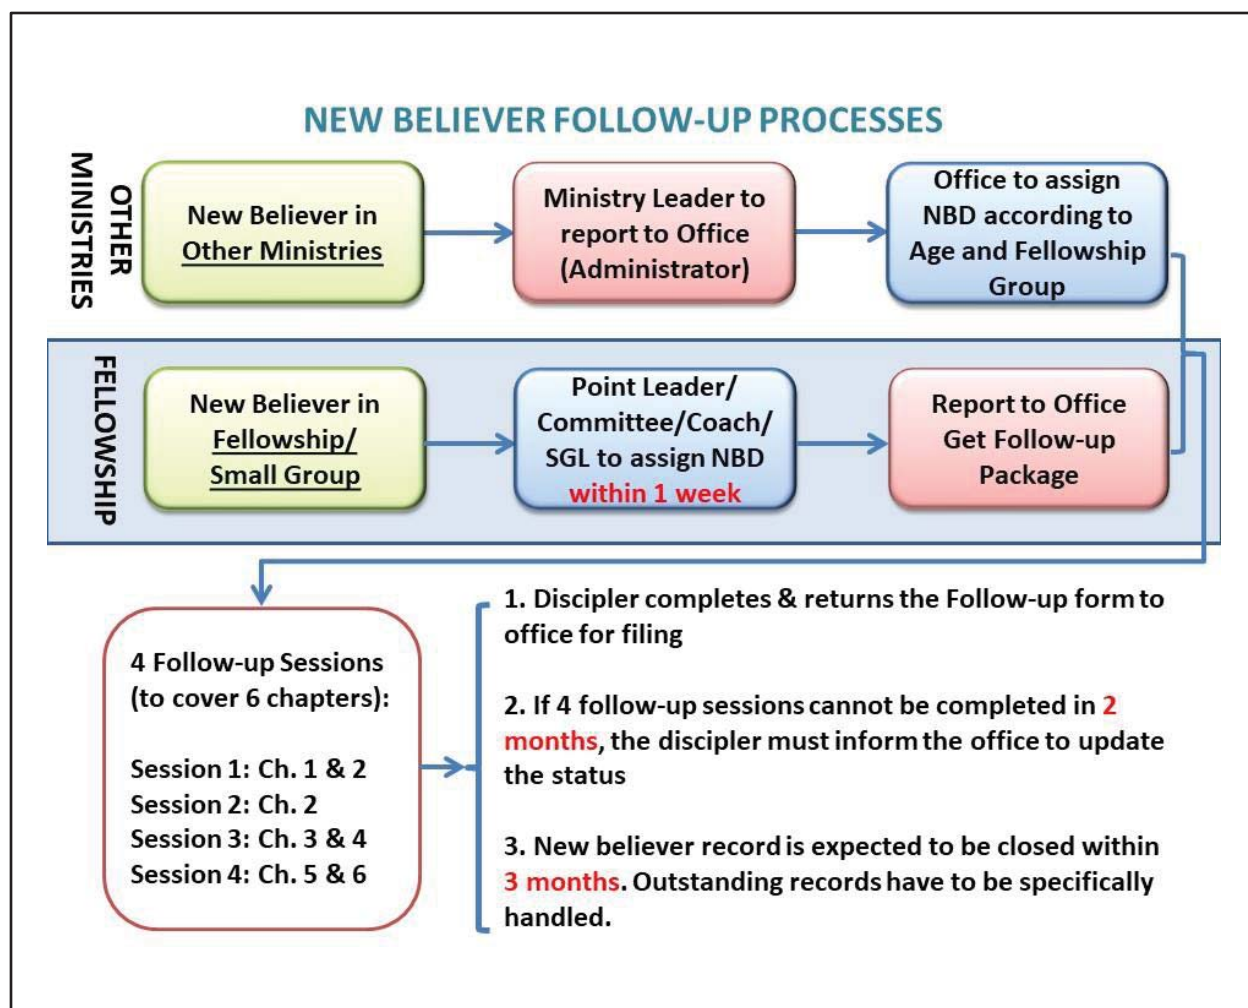 NEW BELIEVER FOLLOW-UP PROCESSES
OTHER
MINISTRIES
New Believer in
Other Ministries
Ministry Leader to
report to Office
(Administrator)
Office to assign
NBD according to
Age and Fellowship
Group
FELLOWSHIP
New Believer in
Fellowship/
Small Group
Point Leader/
Committee/Coach/
SGL to assign NBD
within 1 week
Report to Office
Get Follow-up
Package
4 Follow-up Sessions
(to cover 6 chapters):
Session 1: Ch. 1 & 2
Session 2: Ch. 2
Session 3: Ch. 3 & 4
Session 4: Ch. 5 & 6
1. Discipler completes & returns the Follow-up form to
office for filing
2. If 4 follow-up sessions cannot be completed in 2
months, the discipler must inform the office to update
the status
3. New believer record is expected to be closed within
3 months. Outstanding records have to be specifically
handled.